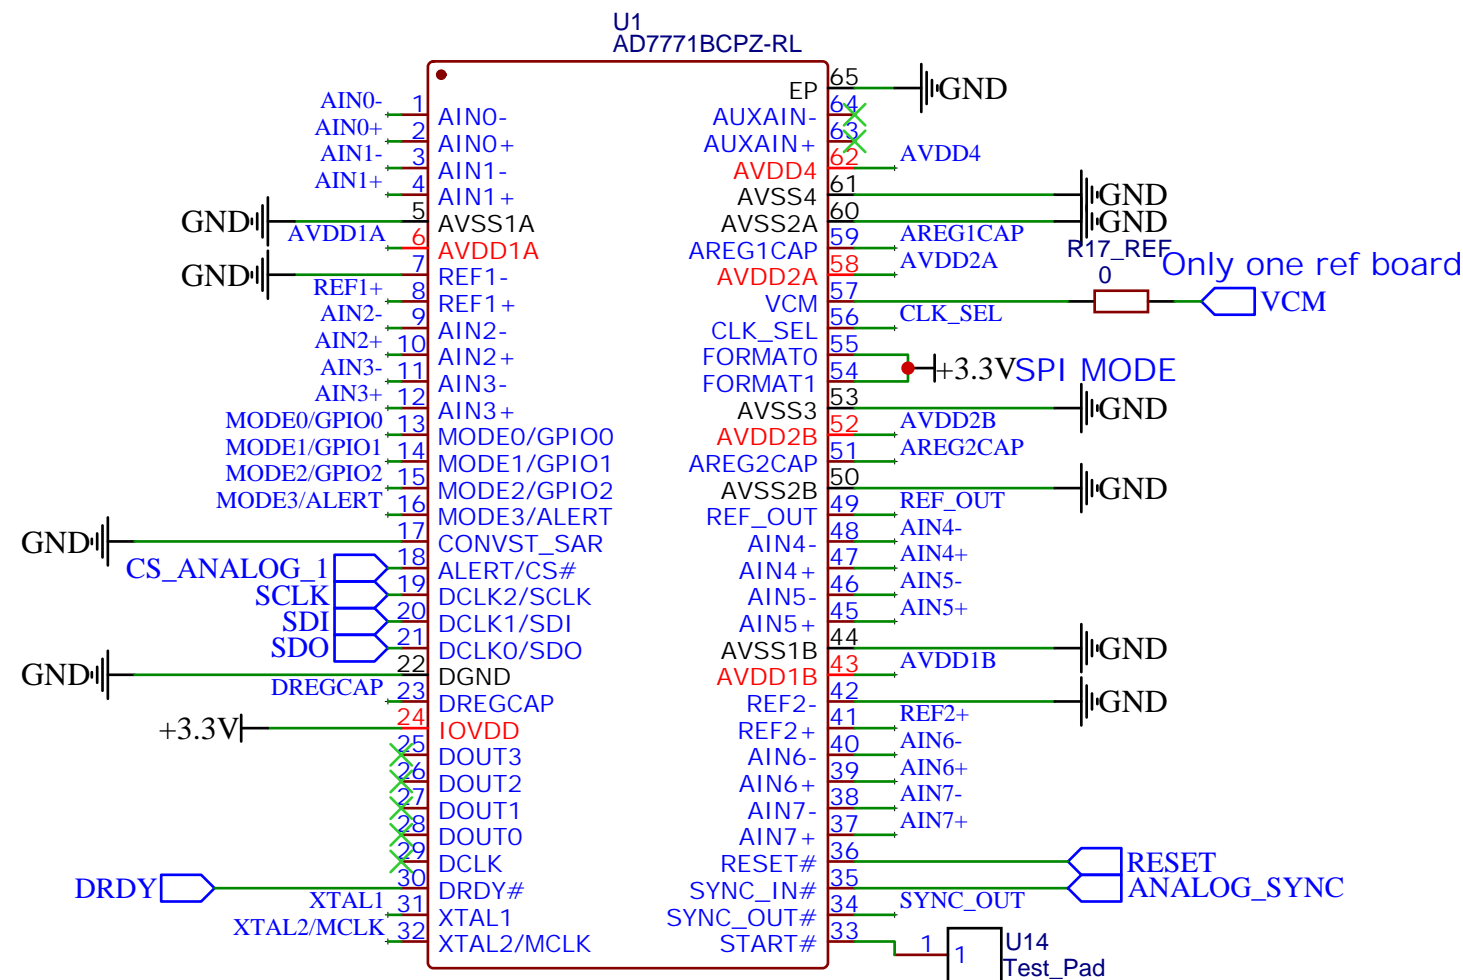 U1
AD7771BCPZ-RL
EP 65 GND
AIN0- 1 AIN0- AUXAIN- 64
AIN0+ 2 AIN0+ AUXAIN+ 63
AIN1- 3 AIN1- AVDD4 62 AVDD4
AIN1+ 4 AIN1+ AVSS4 61 GND
GND 5 AVSS1A AVSS2A 60 GND
AVDD1A 6 AVDD1A AREG1CAP 59 AREG1CAP
GND 7 REF1- AVDD2A 58 AVDD2A
R17_REF
0
Only one ref board
REF1+ 8 REF1+ VCM 57 VCM
AIN2- 9 AIN2- CLK_SEL 56 CLK_SEL
AIN2+ 10 AIN2+ FORMAT0 55
+3.3V SPI MODE
AIN3- 11 AIN3- FORMAT1 54
AIN3+ 12 AIN3+ AVSS3 53 GND
MODE0/GPIO0 13 MODE0/GPIO0 AVDD2B 52 AVDD2B
MODE1/GPIO1 14 MODE1/GPIO1 AREG2CAP 51 AREG2CAP
MODE2/GPIO2 15 MODE2/GPIO2 AVSS2B 50 GND
MODE3/ALERT 16 MODE3/ALERT REF_OUT 49 REF_OUT
GND 17 CONVST_SAR AIN4- 48 AIN4-
CS_ANALOG_1 18 ALERT/CS# AIN4+ 47 AIN4+
SCLK 19 DCLK2/SCLK AIN5- 46 AIN5-
SDI 20 DCLK1/SDI AIN5+ 45 AIN5+
SDO 21 DCLK0/SDO AVSS1B 44 GND
GND 22 DGND AVDD1B 43 AVDD1B
DREGCAP 23 DREGCAP REF2- 42 GND
+3.3V 24 IOVDD REF2+ 41 REF2+
25 DOUT3 AIN6- 40 AIN6-
26 DOUT2 AIN6+ 39 AIN6+
27 DOUT1 AIN7- 38 AIN7-
28 DOUT0 AIN7+ 37 AIN7+
29 DCLK RESET# 36 RESET
DRDY 30 DRDY# SYNC_IN# 35 ANALOG_SYNC
XTAL1 31 XTAL1 SYNC_OUT# 34 SYNC_OUT
XTAL2/MCLK 32 XTAL2/MCLK START# 33 1 1 U14
Test_Pad